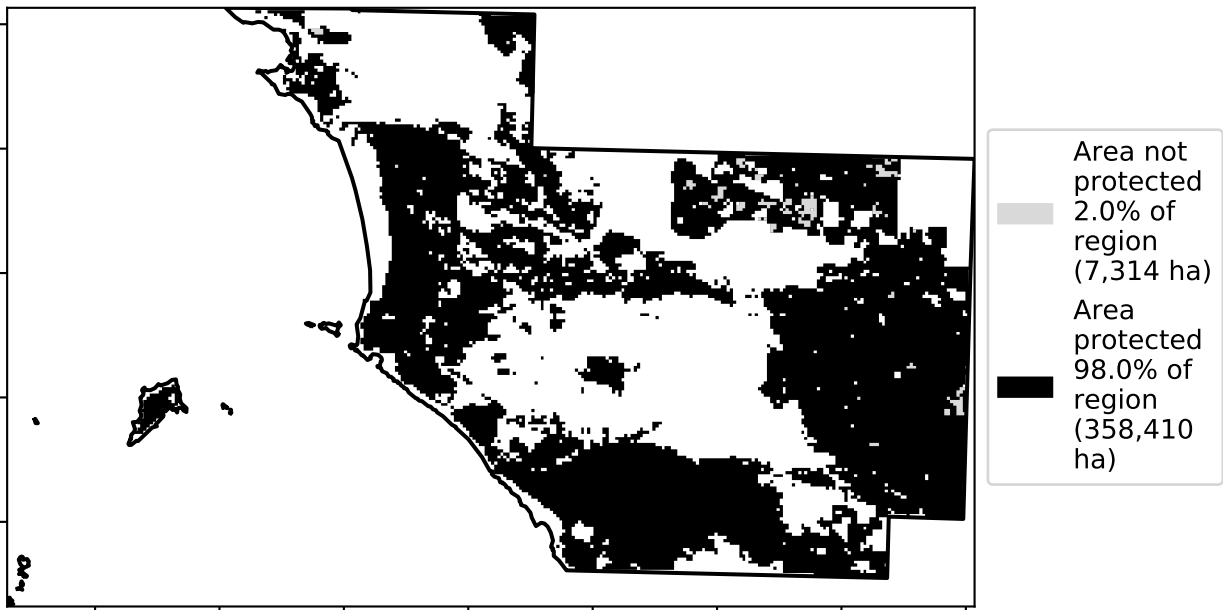 Area not
protected
2.0% of
region
(7,314 ha)
Area
protected
98.0% of
region
(358,410
ha)